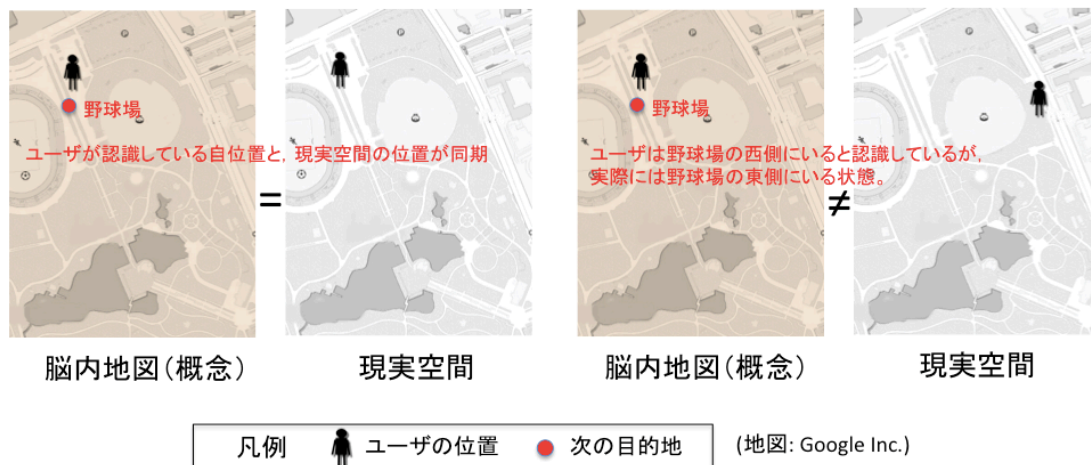 野球場
ユーザが認識している自位置と, 現実空間の位置が同期
=
脳内地図(概念)
現実空間
野球場
ユーザは野球場の西側にいると認識しているが,
実際には野球場の東側にいる状態。
≠
脳内地図(概念)
現実空間
凡例 ユーザの位置 次の目的地 (地図: Google Inc.)